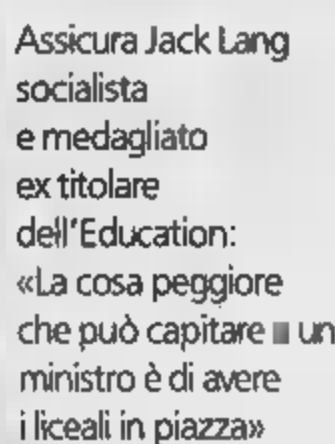 Assicura Jack Lang
socialista
e medagliato
ex titolare
dell'Education:
«La cosa peggiore
che può capitare un
ministro è di avere
i liceali in piazza»